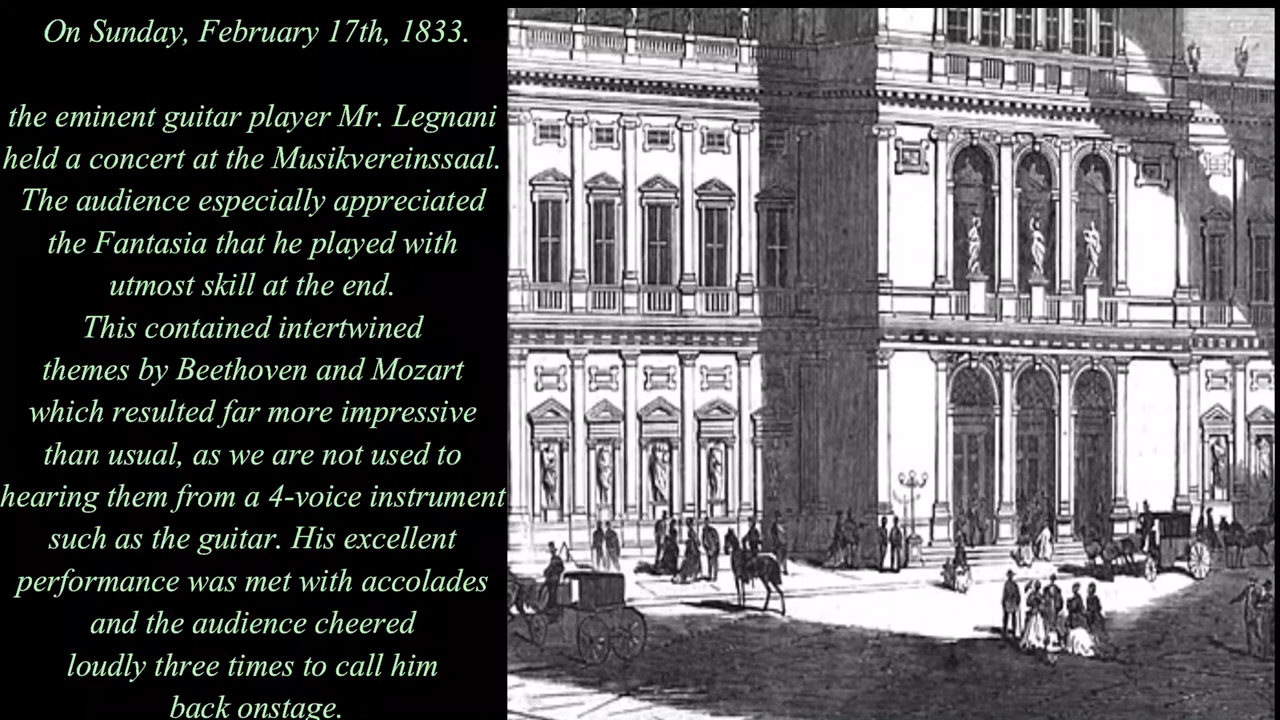 On Sunday, February 17th, 1833.
the eminent guitar player Mr. Legnani
held a concert at the Musikvereinssaal.
The audience especially appreciated
the Fantasia that he played with
utmost skill at the end.
This contained intertwined
themes by Beethoven and Mozart
which resulted far more impressive
than usual, as we are not used to
hearing them from a 4-voice instrument
such as the guitar. His excellent
performance was met with accolades
and the audience cheered
loudly three times to call him
back onstage.